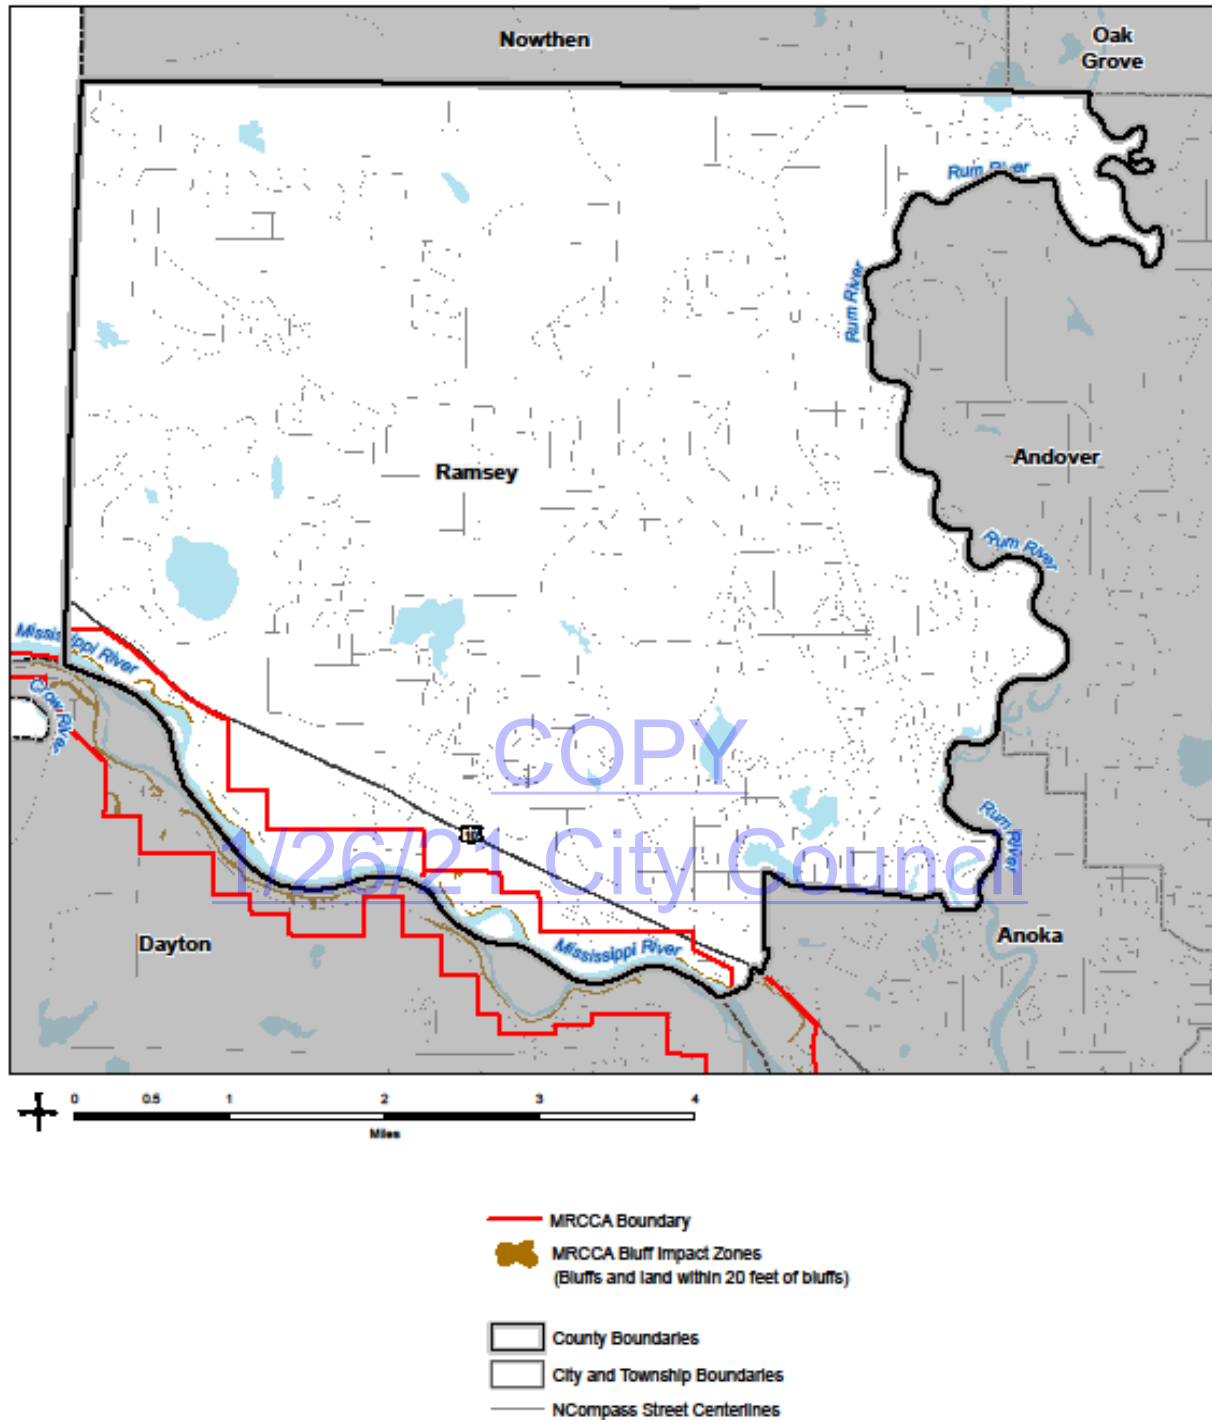 Nowthen
Oak
Grove
Rum River
Rum River
Ramsey
Andover
Rum River
Mississippi River
Crow River
COPY
10
Rum River
1/26/21 City Council
Dayton
Mississippi River
Anoka
0 0.5 1 2 3 4
Miles
MRCCA Boundary
MRCCA Bluff Impact Zones
(Bluffs and land within 20 feet of bluffs)
County Boundaries
City and Township Boundaries
NCompass Street Centerlines